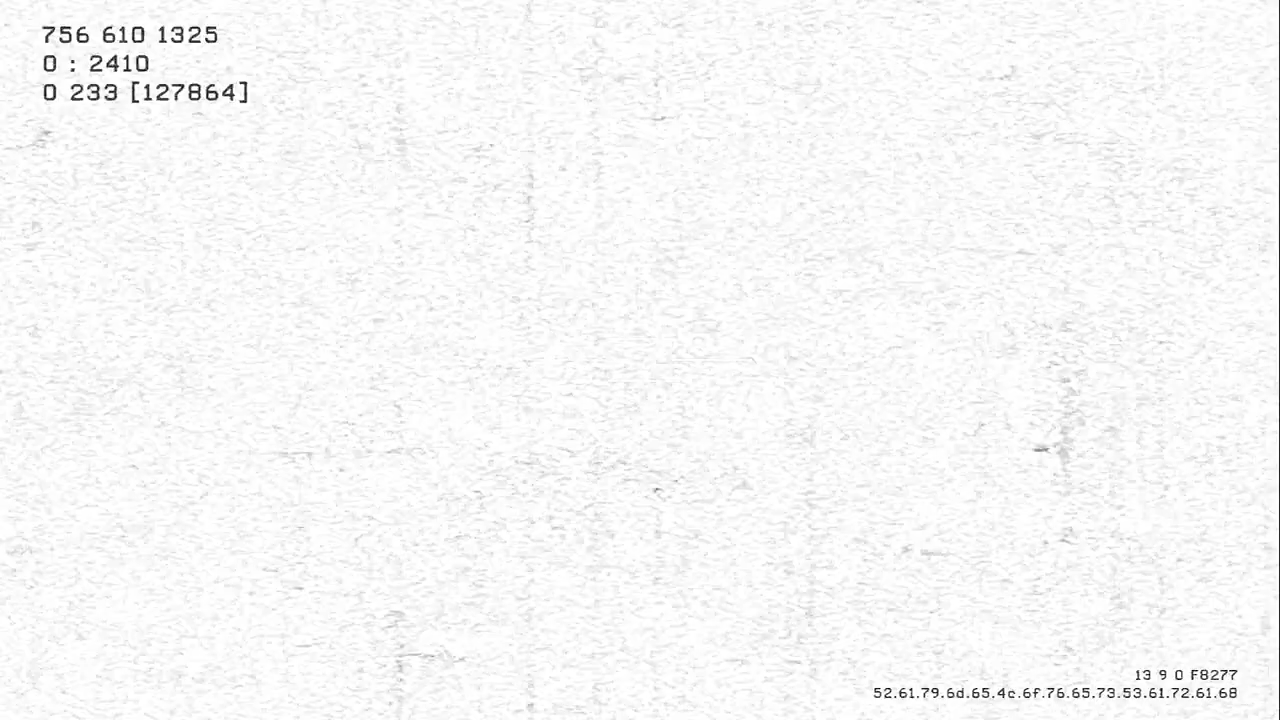 756 610 1325
0 : 2410
0 233 [127864]
13 9 0 F8277
52.61.79.6d.65.4c.6f.76.65.73.53.61.72.61.68